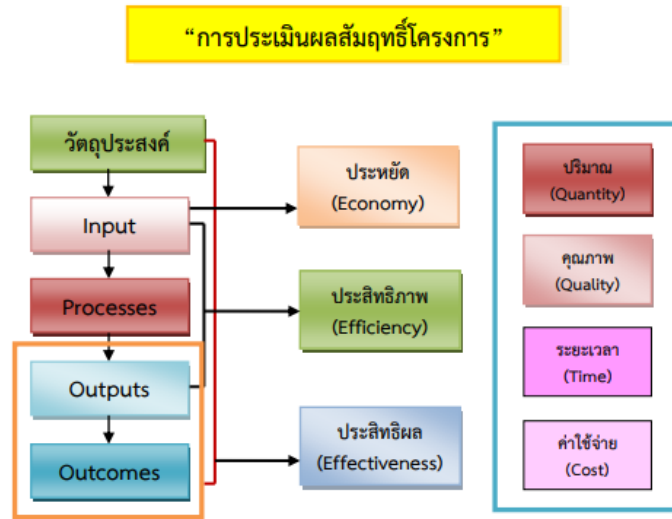 “การประเมินผลสัมฤทธิ์โครงการ”
วัตถุประสงค์
Input
Processes
Outputs
Outcomes
ประหยัด
(Economy)
ประสิทธิภาพ
(Efficiency)
ประสิทธิผล
(Effectiveness)
ปริมาณ
(Quantity)
คุณภาพ
(Quality)
ระยะเวลา
(Time)
ค่าใช้จ่าย
(Cost)